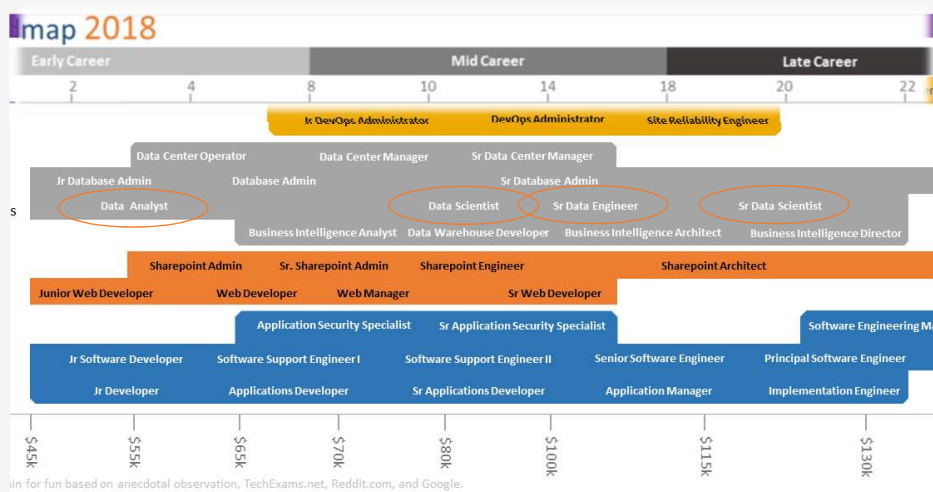 map 2018
Early Career Mid Career Late Career
2 4 8 10 14 18 20 22
Jr DevOps Administrator DevOps Administrator Site Reliability Engineer
Data Center Operator Data Center Manager Sr Data Center Manager
Jr Database Admin Database Admin Sr Database Admin
s Data Analyst Data Scientist Sr Data Engineer Sr Data Scientist
Business Intelligence Analyst Data Warehouse Developer Business Intelligence Architect Business Intelligence Director
Sharepoint Admin Sr. Sharepoint Admin Sharepoint Engineer Sharepoint Architect
Junior Web Developer Web Developer Web Manager Sr Web Developer
Application Security Specialist Sr Application Security Specialist Software Engineering Ma
Jr Software Developer Software Support Engineer I Software Support Engineer II Senior Software Engineer Principal Software Engineer
Jr Developer Applications Developer Sr Applications Developer Application Manager Implementation Engineer
$45k $55k $65k $70k $80k $100k $115k $130k
in for fun based on anecdotal observation, TechExams.net, Reddit.com, and Google.